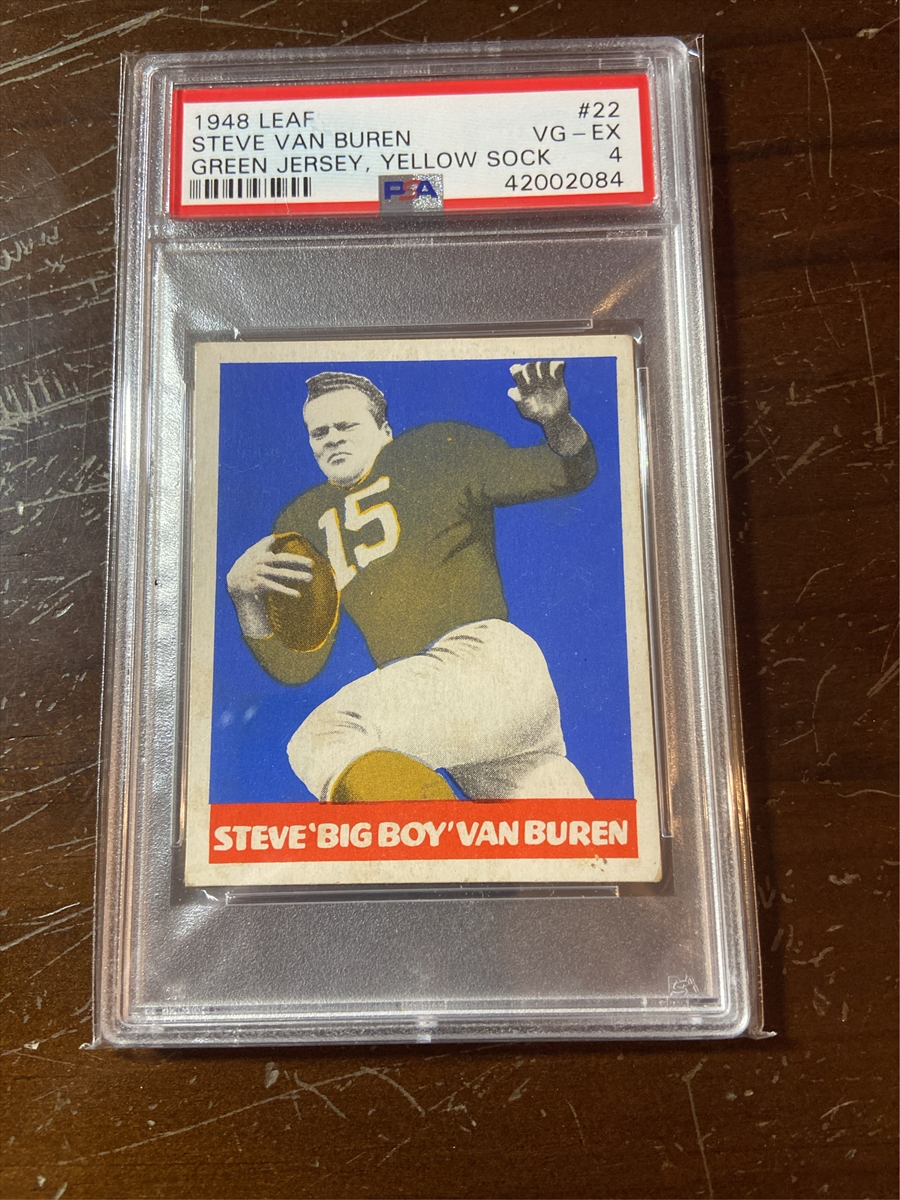 1948 LEAF #22
STEVE VAN BUREN VG - EX
GREEN JERSEY, YELLOW SOCK 4
PSA 42002084
15
STEVE 'BIG BOY' VAN BUREN
PSA